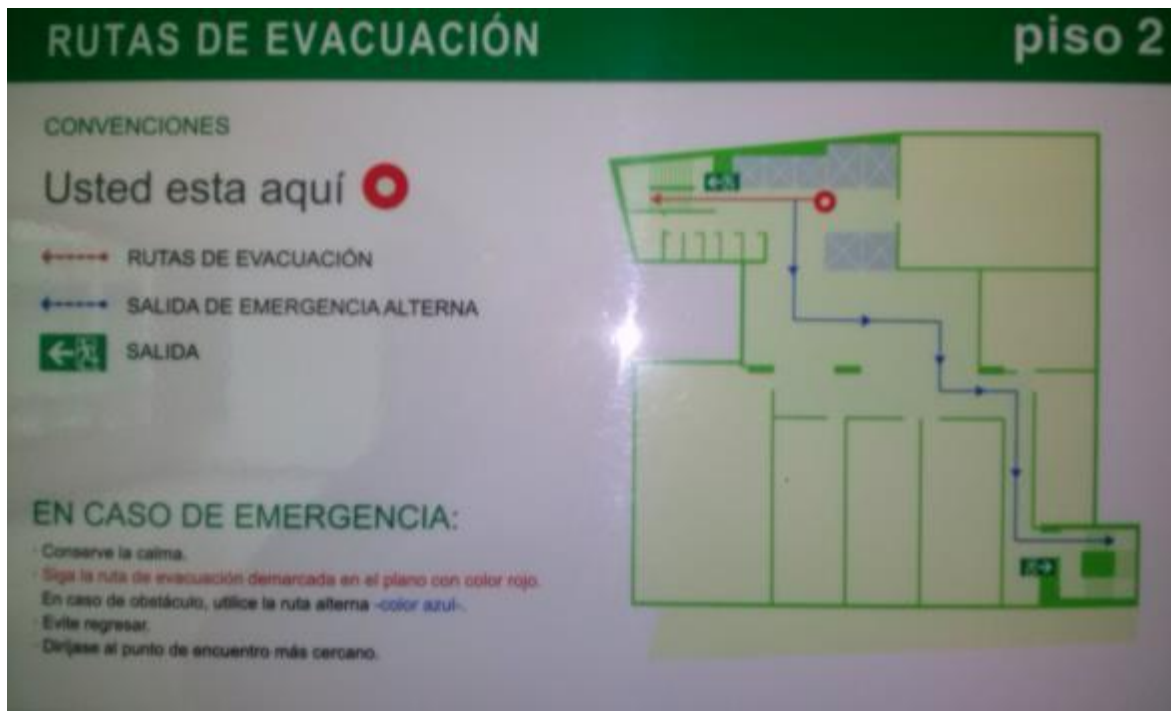 RUTAS DE EVACUACIÓN
piso 2
CONVENCIONES
Usted esta aquí
RUTAS DE EVACUACIÓN
SALIDA DE EMERGENCIA ALTERNA
SALIDA
EN CASO DE EMERGENCIA:
· Conserve la calma.
· Siga la ruta de evacuación demarcada en el plano con color rojo.
En caso de obstáculo, utilice la ruta alterna -color azul-.
· Evite regresar.
· Diríjase al punto de encuentro más cercano.